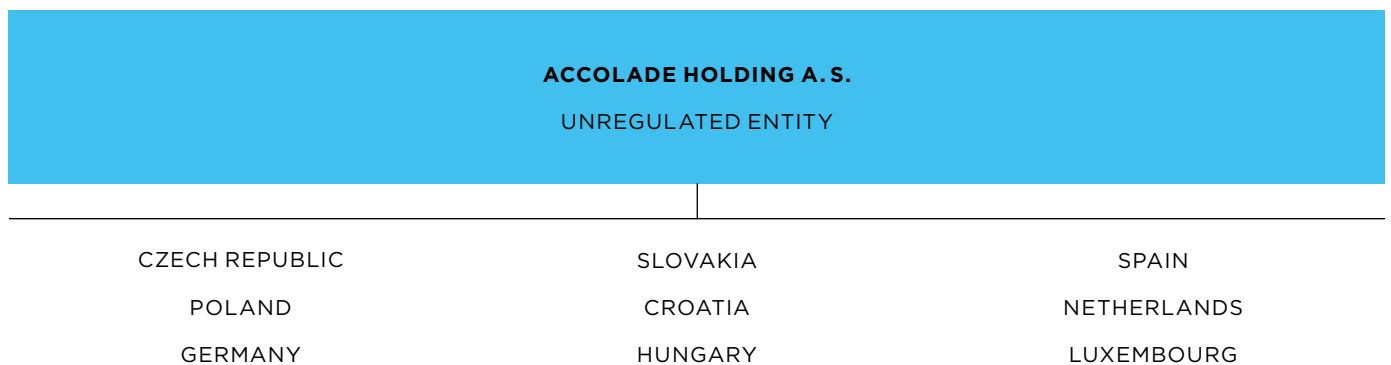 ACCOLADE HOLDING A. S.
UNREGULATED ENTITY
CZECH REPUBLIC
POLAND
GERMANY
SLOVAKIA
CROATIA
HUNGARY
SPAIN
NETHERLANDS
LUXEMBOURG